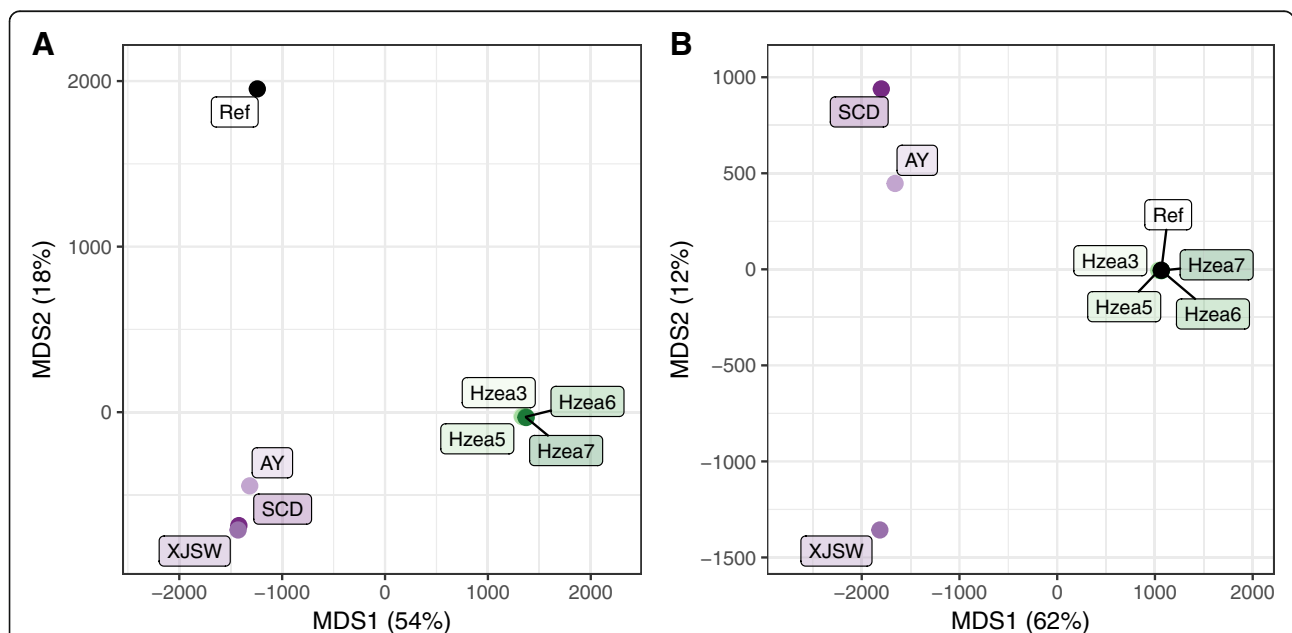 A
B
2000
1000
0
MDS2 (18%)
Ref
Hzea3
Hzea6
Hzea5
Hzea7
AY
SCD
XJSW
−2000
−1000
0
1000
2000
MDS1 (54%)
1000
500
0
−500
−1000
−1500
MDS2 (12%)
SCD
AY
Ref
Hzea3
Hzea7
Hzea5
Hzea6
XJSW
−2000
−1000
0
1000
2000
MDS1 (62%)